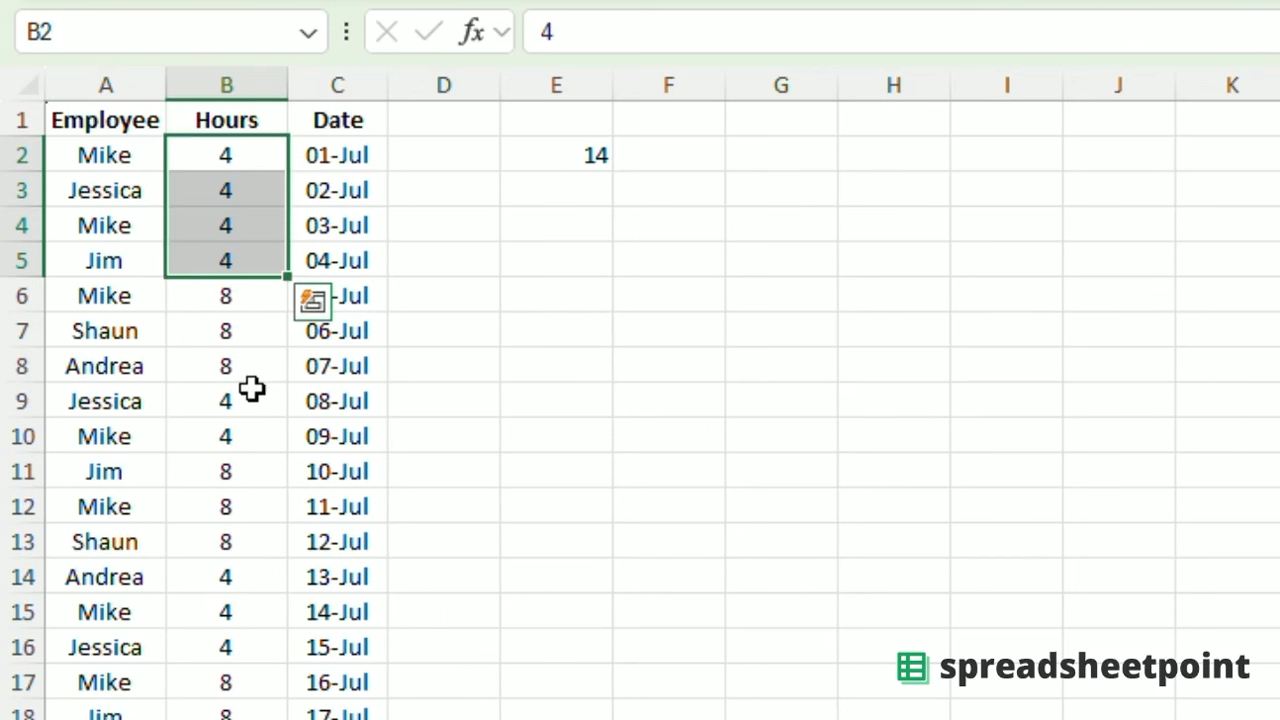 B2 fx 4
A B C D E F G H I J K
1 Employee Hours Date
2 Mike 4 01-Jul 14
3 Jessica 4 02-Jul
4 Mike 4 03-Jul
5 Jim 4 04-Jul
6 Mike 8 -Jul
7 Shaun 8 06-Jul
8 Andrea 8 07-Jul
9 Jessica 4 08-Jul
10 Mike 4 09-Jul
11 Jim 8 10-Jul
12 Mike 8 11-Jul
13 Shaun 8 12-Jul
14 Andrea 4 13-Jul
15 Mike 4 14-Jul
16 Jessica 4 15-Jul
spreadsheetpoint
17 Mike 8 16-Jul
18 Jim 8 17-Jul